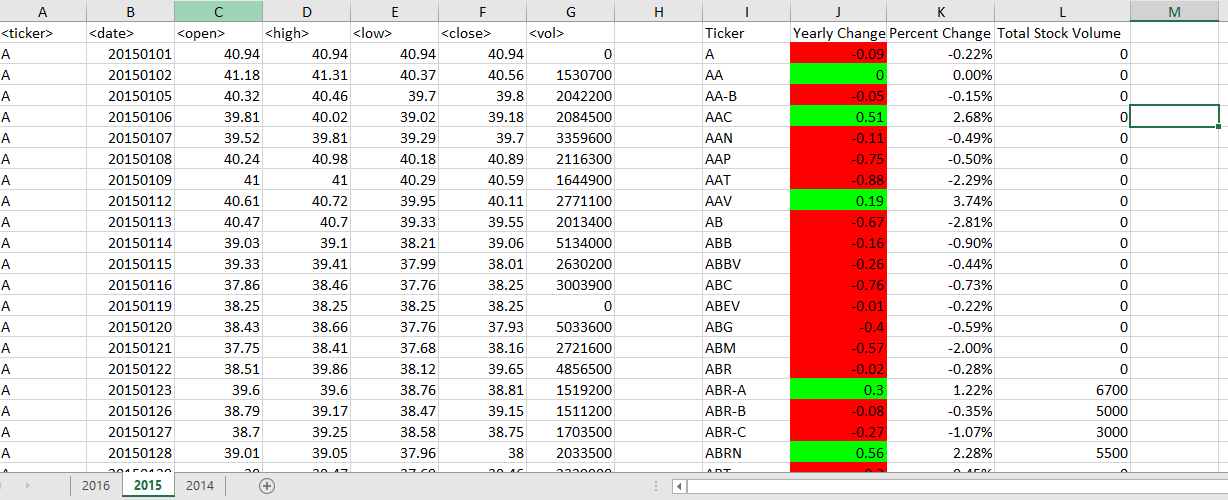 A B C D E F G H I J K L M
<ticker> <date> <open> <high> <low> <close> <vol> Ticker Yearly Change Percent Change Total Stock Volume
A 20150101 40.94 40.94 40.94 40.94 0 A -0.09 -0.22% 0
A 20150102 41.18 41.31 40.37 40.56 1530700 AA 0 0.00% 0
A 20150105 40.32 40.46 39.7 39.8 2042200 AA-B -0.05 -0.15% 0
A 20150106 39.81 40.02 39.02 39.18 2084500 AAC 0.51 2.68% 0
A 20150107 39.52 39.81 39.29 39.7 3359600 AAN -0.11 -0.49% 0
A 20150108 40.24 40.98 40.18 40.89 2116300 AAP -0.75 -0.50% 0
A 20150109 41 41 40.29 40.59 1644900 AAT -0.88 -2.29% 0
A 20150112 40.61 40.72 39.95 40.11 2771100 AAV 0.19 3.74% 0
A 20150113 40.47 40.7 39.33 39.55 2013400 AB -0.67 -2.81% 0
A 20150114 39.03 39.1 38.21 39.06 5134000 ABB -0.16 -0.90% 0
A 20150115 39.33 39.41 37.99 38.01 2630200 ABBV -0.26 -0.44% 0
A 20150116 37.86 38.46 37.76 38.25 3003900 ABC -0.76 -0.73% 0
A 20150119 38.25 38.25 38.25 38.25 0 ABEV -0.01 -0.22% 0
A 20150120 38.43 38.66 37.76 37.93 5033600 ABG -0.4 -0.59% 0
A 20150121 37.75 38.41 37.68 38.16 2721600 ABM -0.57 -2.00% 0
A 20150122 38.51 39.86 38.12 39.65 4856500 ABR -0.02 -0.28% 0
A 20150123 39.6 39.6 38.76 38.81 1519200 ABR-A 0.3 1.22% 6700
A 20150126 38.79 39.17 38.47 39.15 1511200 ABR-B -0.08 -0.35% 5000
A 20150127 38.7 39.25 38.58 38.75 1703500 ABR-C -0.27 -1.07% 3000
A 20150128 39.01 39.05 37.96 38 2033500 ABRN 0.56 2.28% 5500
2016 2015 2014